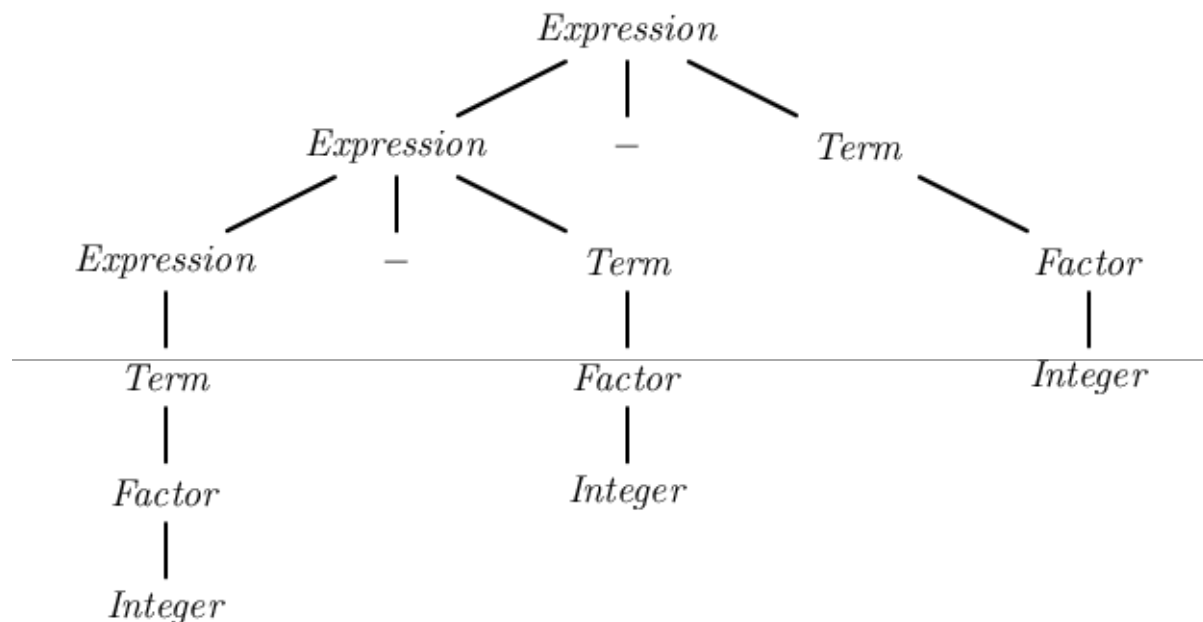 Expression
Expression − Term
Expression − Term Factor
Term Factor Integer
Factor Integer
Integer